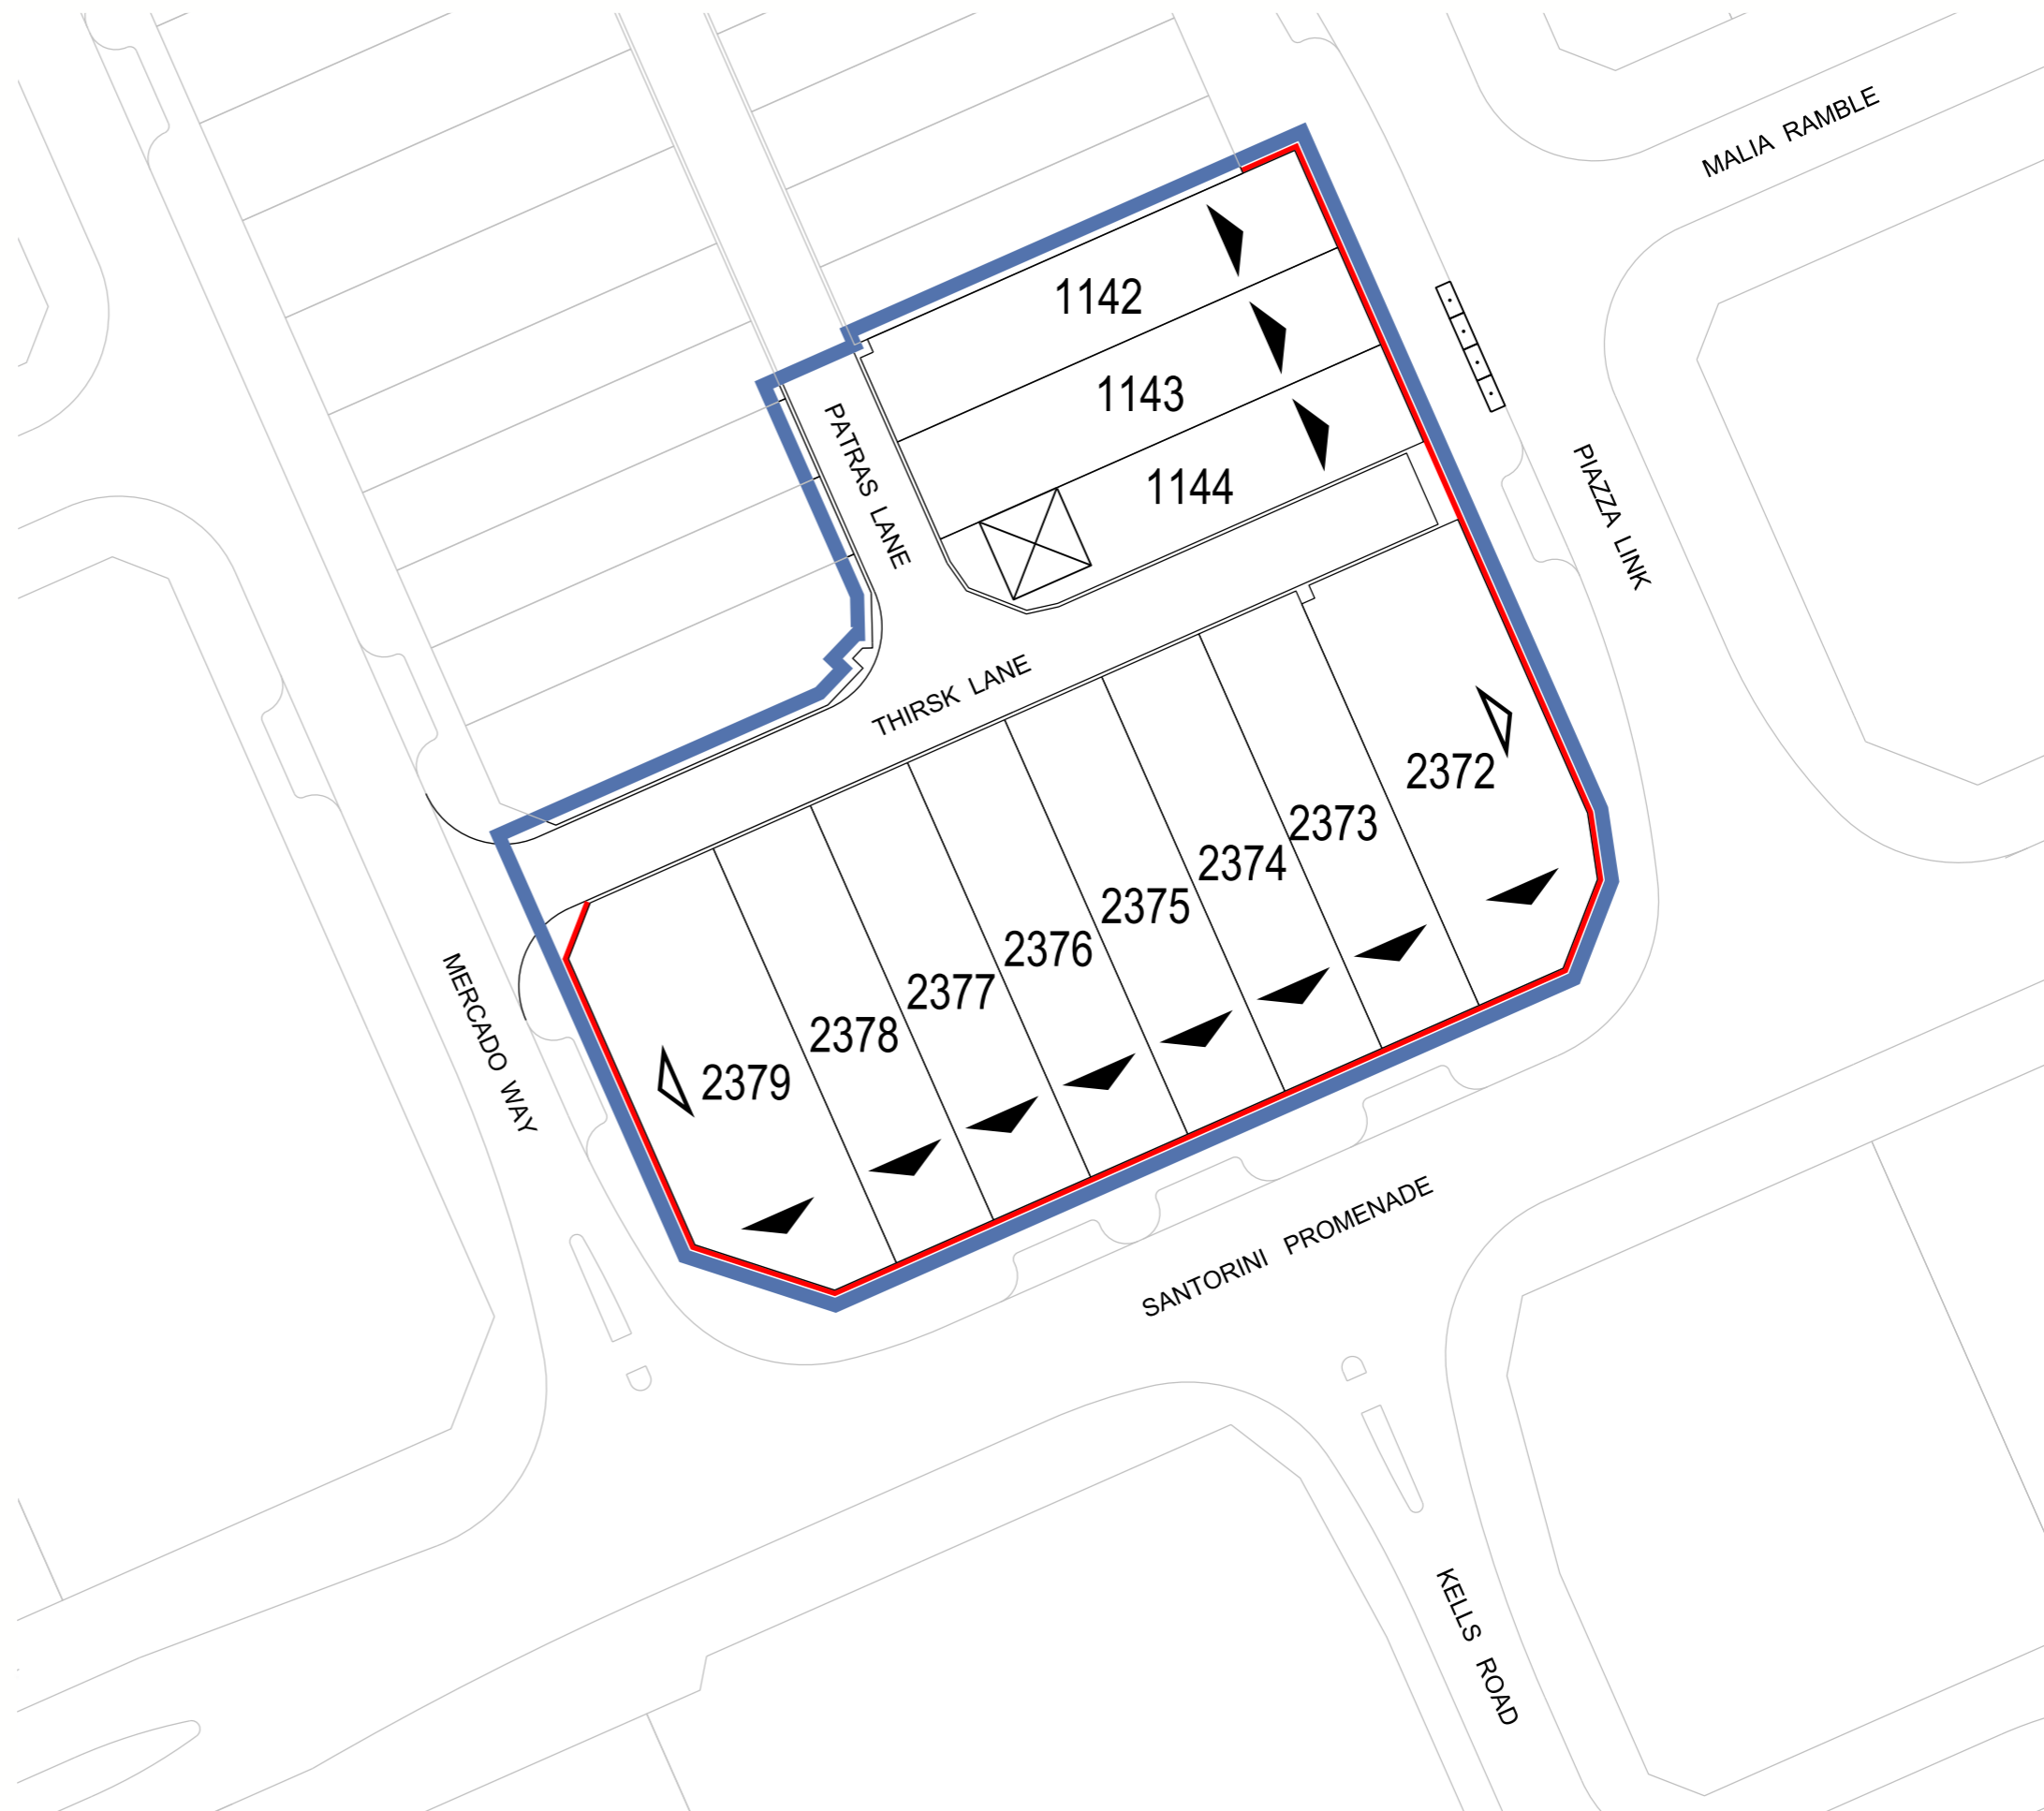 MALIA RAMBLE
1142
1143
1144
PATRAS LANE
PIAZZA LINK
THIRSK LANE
2372
2373
2374
2375
2376
2377
2378
2379
MERCADO WAY
SANTORINI PROMENADE
KELLS ROAD